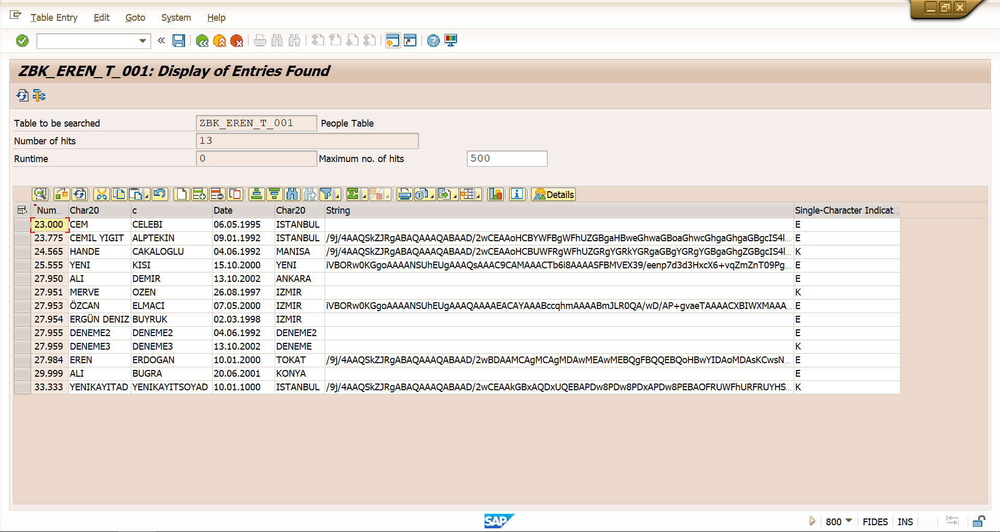 Table Entry Edit Goto System Help
ZBK_EREN_T_001: Display of Entries Found
Table to be searched ZBK_EREN_T_001 People Table
Number of hits 13
Runtime 0 Maximum no. of hits 500
Details
Num... Char20 c Date Char20 String Single-Character Indicat...
23.000 CEM CELEBI 06.05.1995 ISTANBUL E
23.775 CEMIL YIGIT ALPTEKIN 09.01.1992 ISTANBUL /9j/4AAQSkZJRgABAQAAAQABAAD/2wCEAAoHCBYWFBgWFhUZGBgaHBweGhwaGBoaGhwcGhgaGhgaGBgcIS4l... E
24.565 HANDE CAKALOGLU 04.06.1992 MANISA /9j/4AAQSkZJRgABAQAAAQABAAD/2wCEAAoHCBUWFRgWFhUZGRgYGRkYGRgaGBgYGRgYGBgaGhgZGBgcIS4l... K
25.555 YENI KISI 15.10.2000 YENI iVBORw0KGgoAAAANSUhEUgAAAQsAAAC9CAMAAACTb6i8AAAASFBMVEX39/eenp7d3d3HxcX6+vqZmZnT09Pg... E
27.950 ALI DEMIR 13.10.2002 ANKARA E
27.951 MERVE OZEN 26.08.1997 IZMIR K
27.953 ÖZCAN ELMACI 07.05.2000 IZMIR iVBORw0KGgoAAAANSUhEUgAAAQAAAAEACAYAAABccqhmAAAABmJLR0QA/wD/AP+gvaeTAAAACXBIWXMAAA... E
27.954 ERGÜN DENIZ BUYRUK 02.03.1998 IZMIR E
27.955 DENEME2 DENEME2 04.06.1992 DENEME2 E
27.959 DENEME3 DENEME3 13.10.2002 DENEME K
27.984 EREN ERDOGAN 10.01.2000 TOKAT /9j/4AAQSkZJRgABAQAAAQABAAD/2wBDAAMCAgMCAgMDAwMEAwMEBQgFBQQEBQoHBwYIDAoMDAsKCwsN... E
29.999 ALI BUGRA 20.06.2001 KONYA E
33.333 YENIKAYITAD YENIKAYITSOYAD 10.01.1000 ISTANBUL /9j/4AAQSkZJRgABAQAAAQABAAD/2wCEAAkGBxAQDxUQEBAPDw8PDw8PDxAPDw8PEBAOFRUWFhURFRUYHS... K
SAP 800 FIDES INS